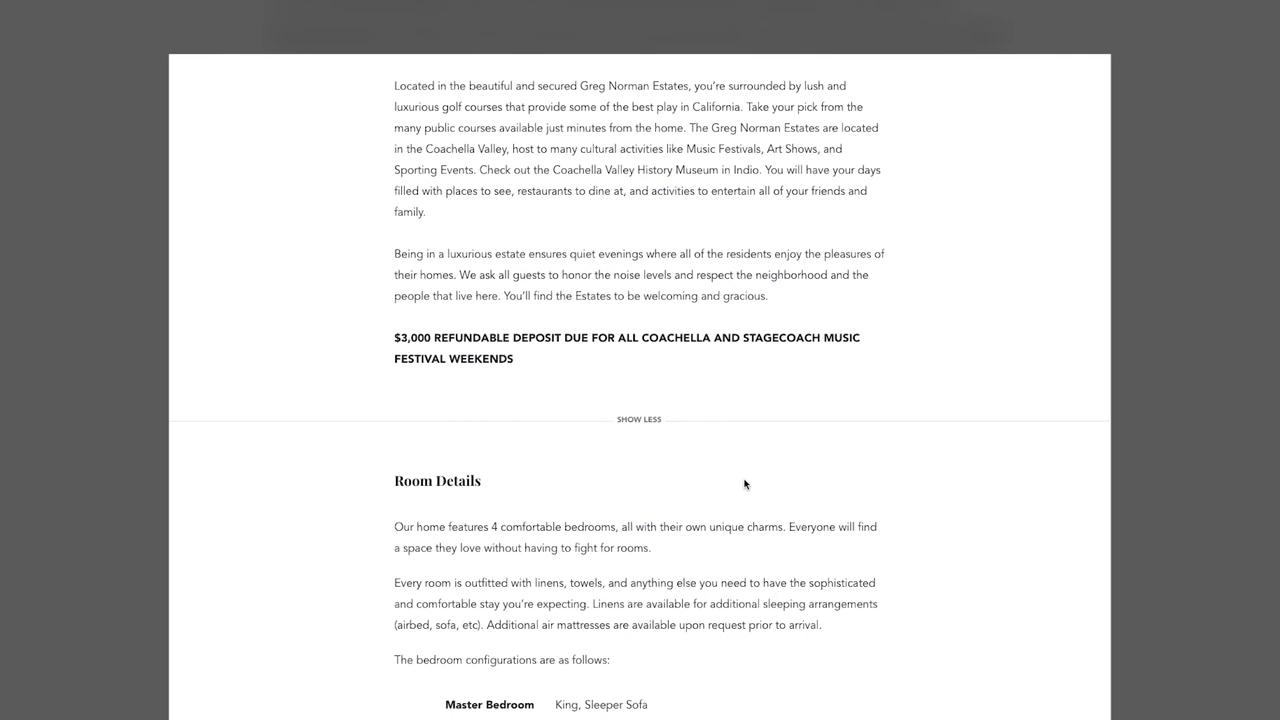 Located in the beautiful and secured Greg Norman Estates, you're surrounded by lush and
luxurious golf courses that provide some of the best play in California. Take your pick from the
many public courses available just minutes from the home. The Greg Norman Estates are located
in the Coachella Valley, host to many cultural activities like Music Festivals, Art Shows, and
Sporting Events. Check out the Coachella Valley History Museum in Indio. You will have your days
filled with places to see, restaurants to dine at, and activities to entertain all of your friends and
family.
Being in a luxurious estate ensures quiet evenings where all of the residents enjoy the pleasures of
their homes. We ask all guests to honor the noise levels and respect the neighborhood and the
people that live here. You'll find the Estates to be welcoming and gracious.
$3,000 REFUNDABLE DEPOSIT DUE FOR ALL COACHELLA AND STAGECOACH MUSIC
FESTIVAL WEEKENDS
SHOW LESS
Room Details
Our home features 4 comfortable bedrooms, all with their own unique charms. Everyone will find
a space they love without having to fight for rooms.
Every room is outfitted with linens, towels, and anything else you need to have the sophisticated
and comfortable stay you're expecting. Linens are available for additional sleeping arrangements
(airbed, sofa, etc). Additional air mattresses are available upon request prior to arrival.
The bedroom configurations are as follows:
Master Bedroom King, Sleeper Sofa